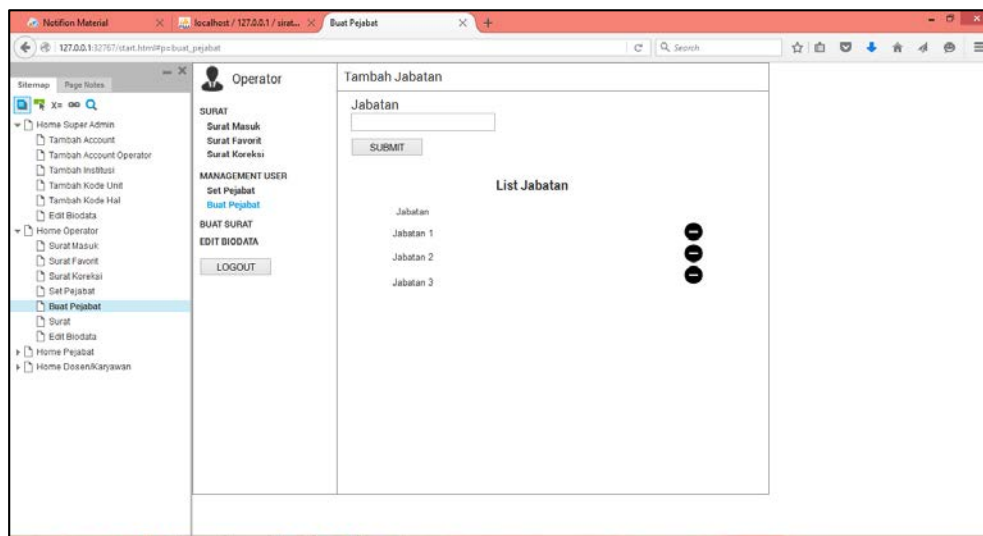 Notifion Material
localhost / 127.0.0.1 / sirat...
Buat Pejabat
127.0.0.1:32767/start.html#p=buat_pejabat
Search
Sitemap
Page Notes
Home Super Admin
Tambah Account
Tambah Account Operator
Tambah Institusi
Tambah Kode Unit
Tambah Kode Hal
Edit Biodata
Home Operator
Surat Masuk
Surat Favorit
Surat Koreksi
Set Pejabat
Buat Pejabat
Surat
Edit Biodata
Home Pejabat
Home Dosen/Karyawan
Operator
SURAT
Surat Masuk
Surat Favorit
Surat Koreksi
MANAGEMENT USER
Set Pejabat
Buat Pejabat
BUAT SURAT
EDIT BIODATA
LOGOUT
Tambah Jabatan
Jabatan
SUBMIT
List Jabatan
Jabatan
Jabatan 1
Jabatan 2
Jabatan 3